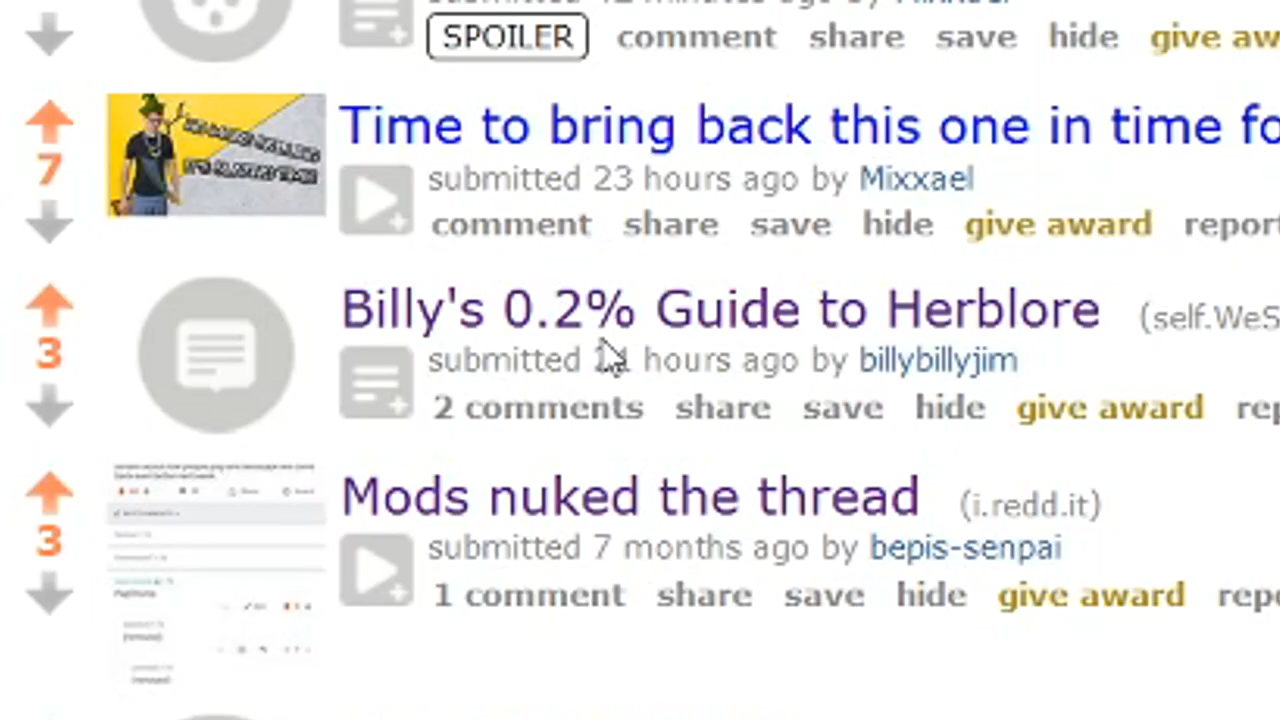 SPOILER comment share save hide give aw
7
Time to bring back this one in time fo
submitted 23 hours ago by Mixxael
comment share save hide give award report
3
Billy's 0.2% Guide to Herblore (self.WeS
submitted hours ago by billybillyjim
2 comments share save hide give award rep
3
Mods nuked the thread (i.redd.it)
submitted 7 months ago by bepis-senpai
1 comment share save hide give award repo